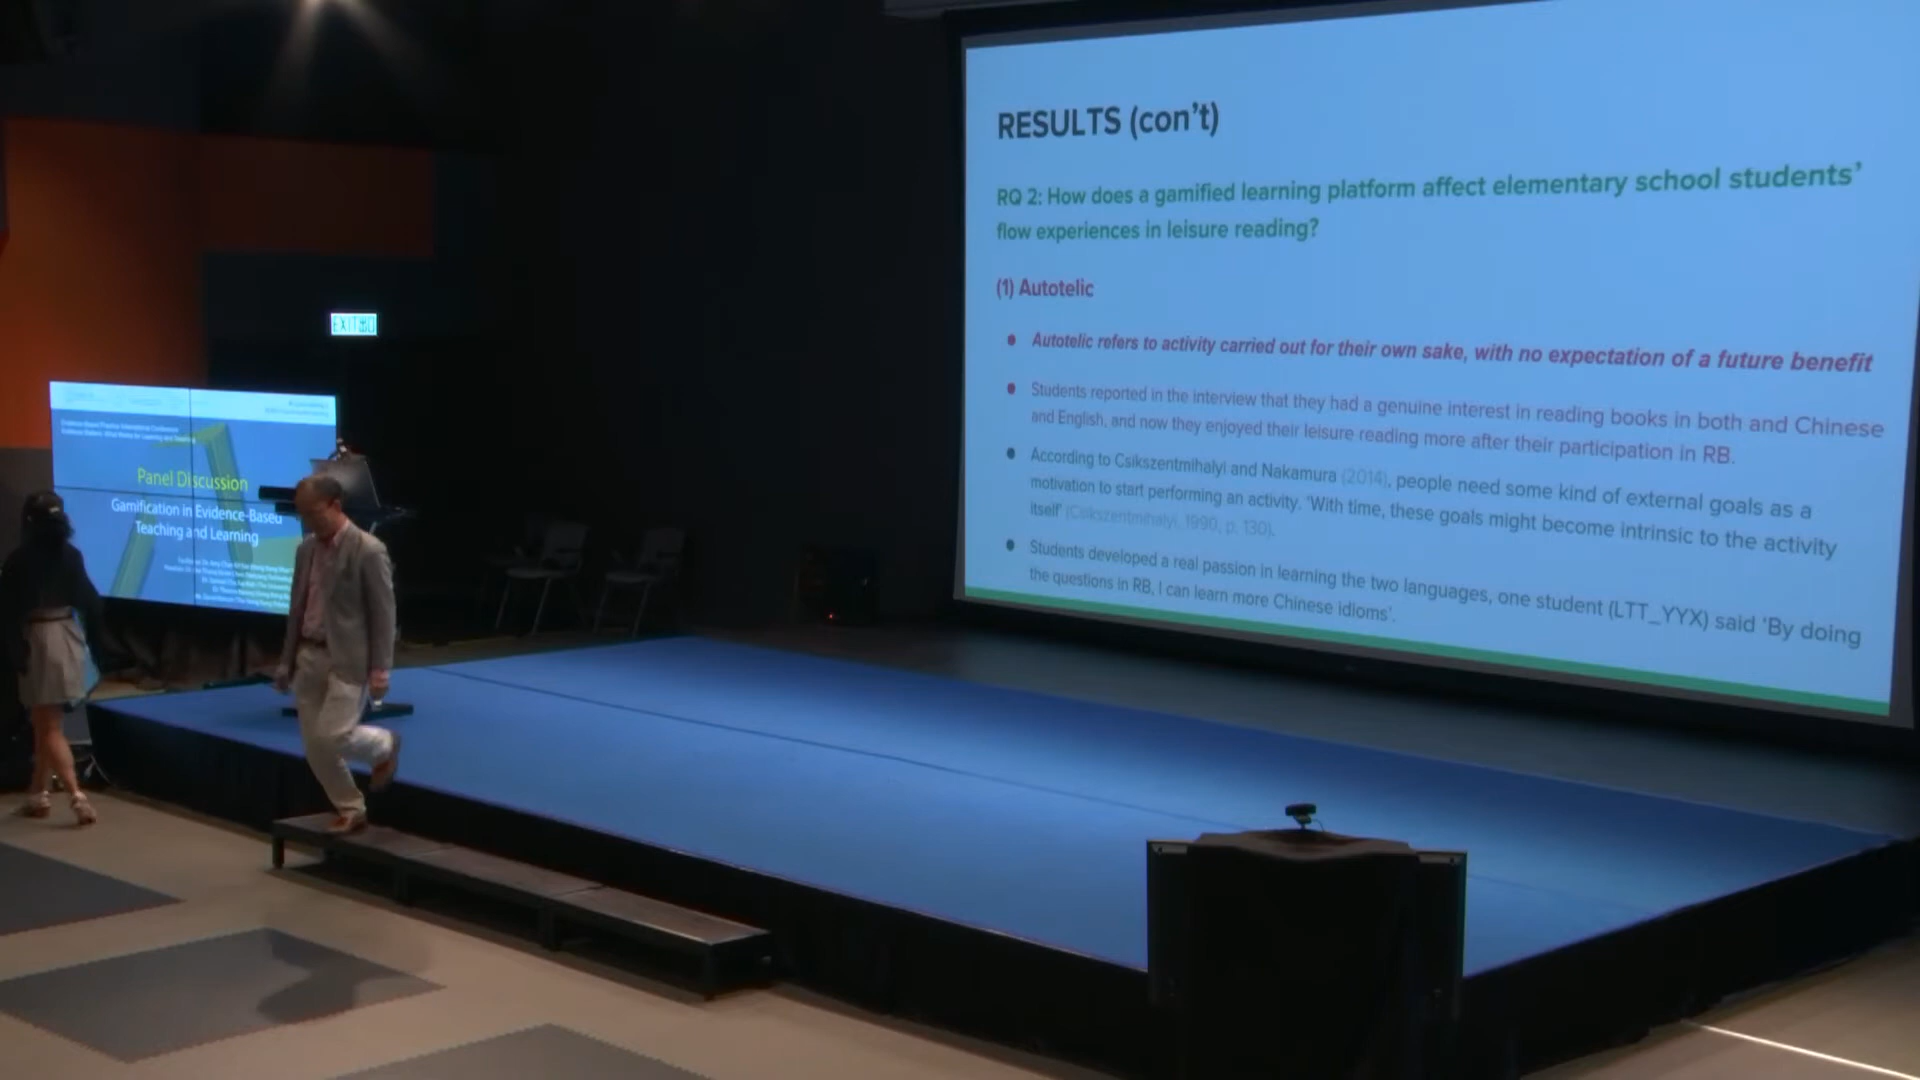 RESULTS (con't)
RQ 2: How does a gamified learning platform affect elementary school students'
flow experiences in leisure reading?
(1) Autotelic
Autotelic refers to activity carried out for their own sake, with no expectation of a future benefit
Students reported in the interview that they had a genuine interest in reading books in both and Chinese
and English, and now they enjoyed their leisure reading more after their participation in RB.
According to Csikszentmihalyi and Nakamura (2014), people need some kind of external goals as a
motivation to start performing an activity. 'With time, these goals might become intrinsic to the activity
itself' (Csikszentmihalyi, 1990, p. 130).
Students developed a real passion in learning the two languages, one student (LTT_YYX) said 'By doing
the questions in RB, I can learn more Chinese idioms'.
EXIT出口
Panel Discussion
Gamification in Evidence-Based
Teaching and Learning